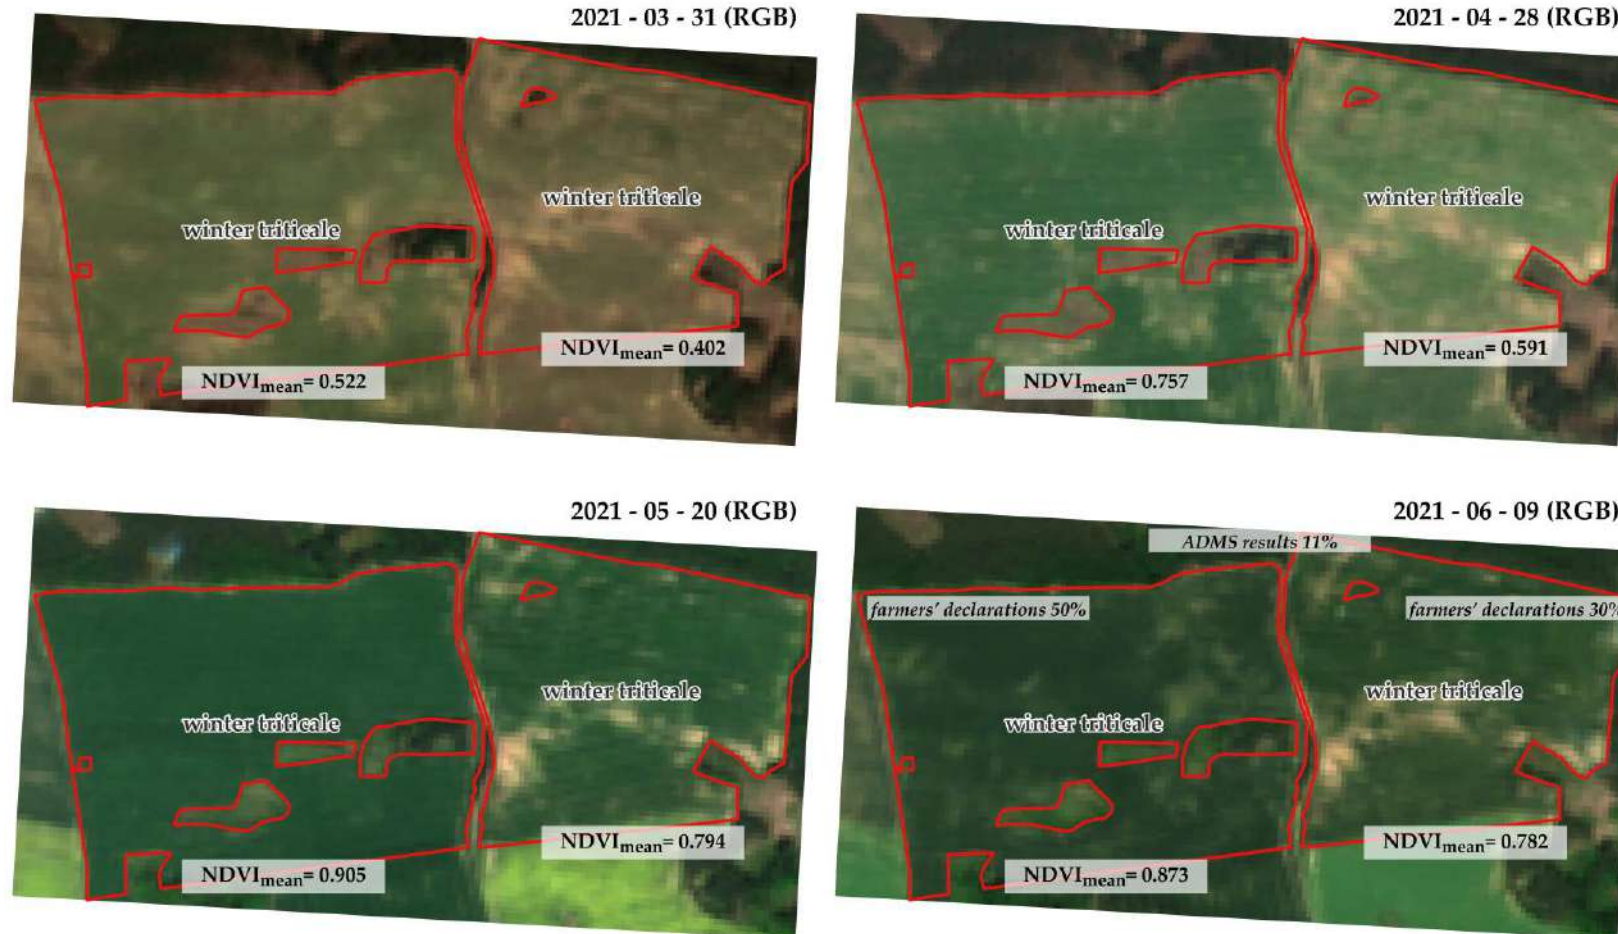 2021 - 03 - 31 (RGB)
winter triticale
winter triticale
NDVImean= 0.402
NDVImean= 0.522
2021 - 04 - 28 (RGB)
winter triticale
winter triticale
NDVImean= 0.591
NDVImean= 0.757
2021 - 05 - 20 (RGB)
winter triticale
winter triticale
NDVImean= 0.794
NDVImean= 0.905
2021 - 06 - 09 (RGB)
ADMS results 11%
farmers' declarations 50%
farmers' declarations 30%
winter triticale
winter triticale
NDVImean= 0.782
NDVImean= 0.873